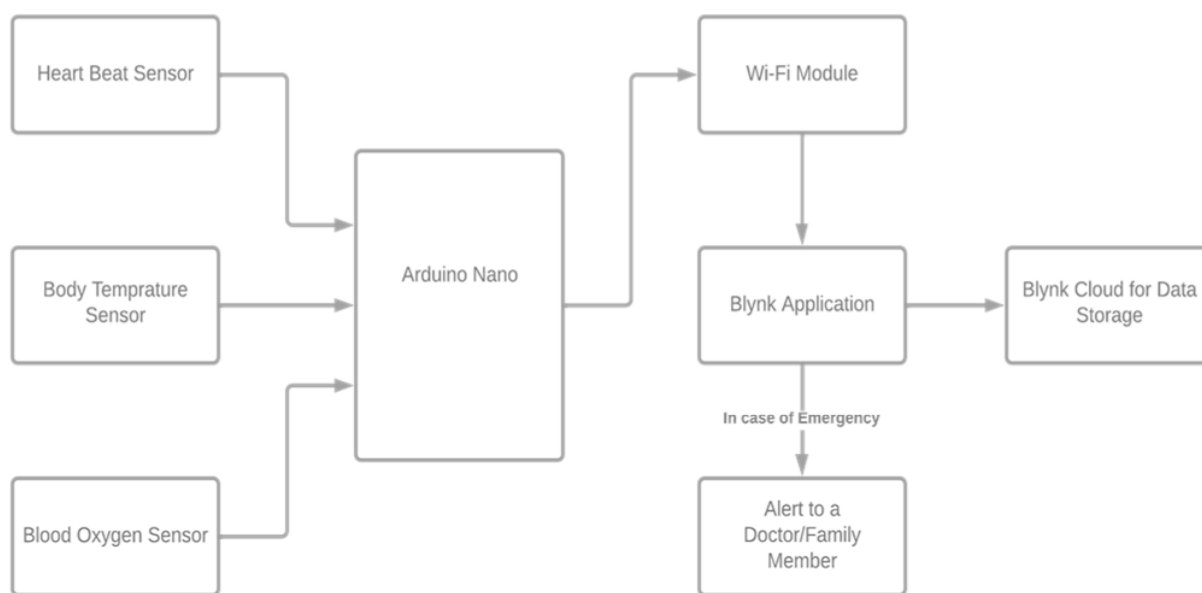 Heart Beat Sensor
Wi-Fi Module
Arduino Nano
Body Temprature
Sensor
Blynk Application
Blynk Cloud for Data
Storage
In case of Emergency
Blood Oxygen Sensor
Alert to a
Doctor/Family
Member